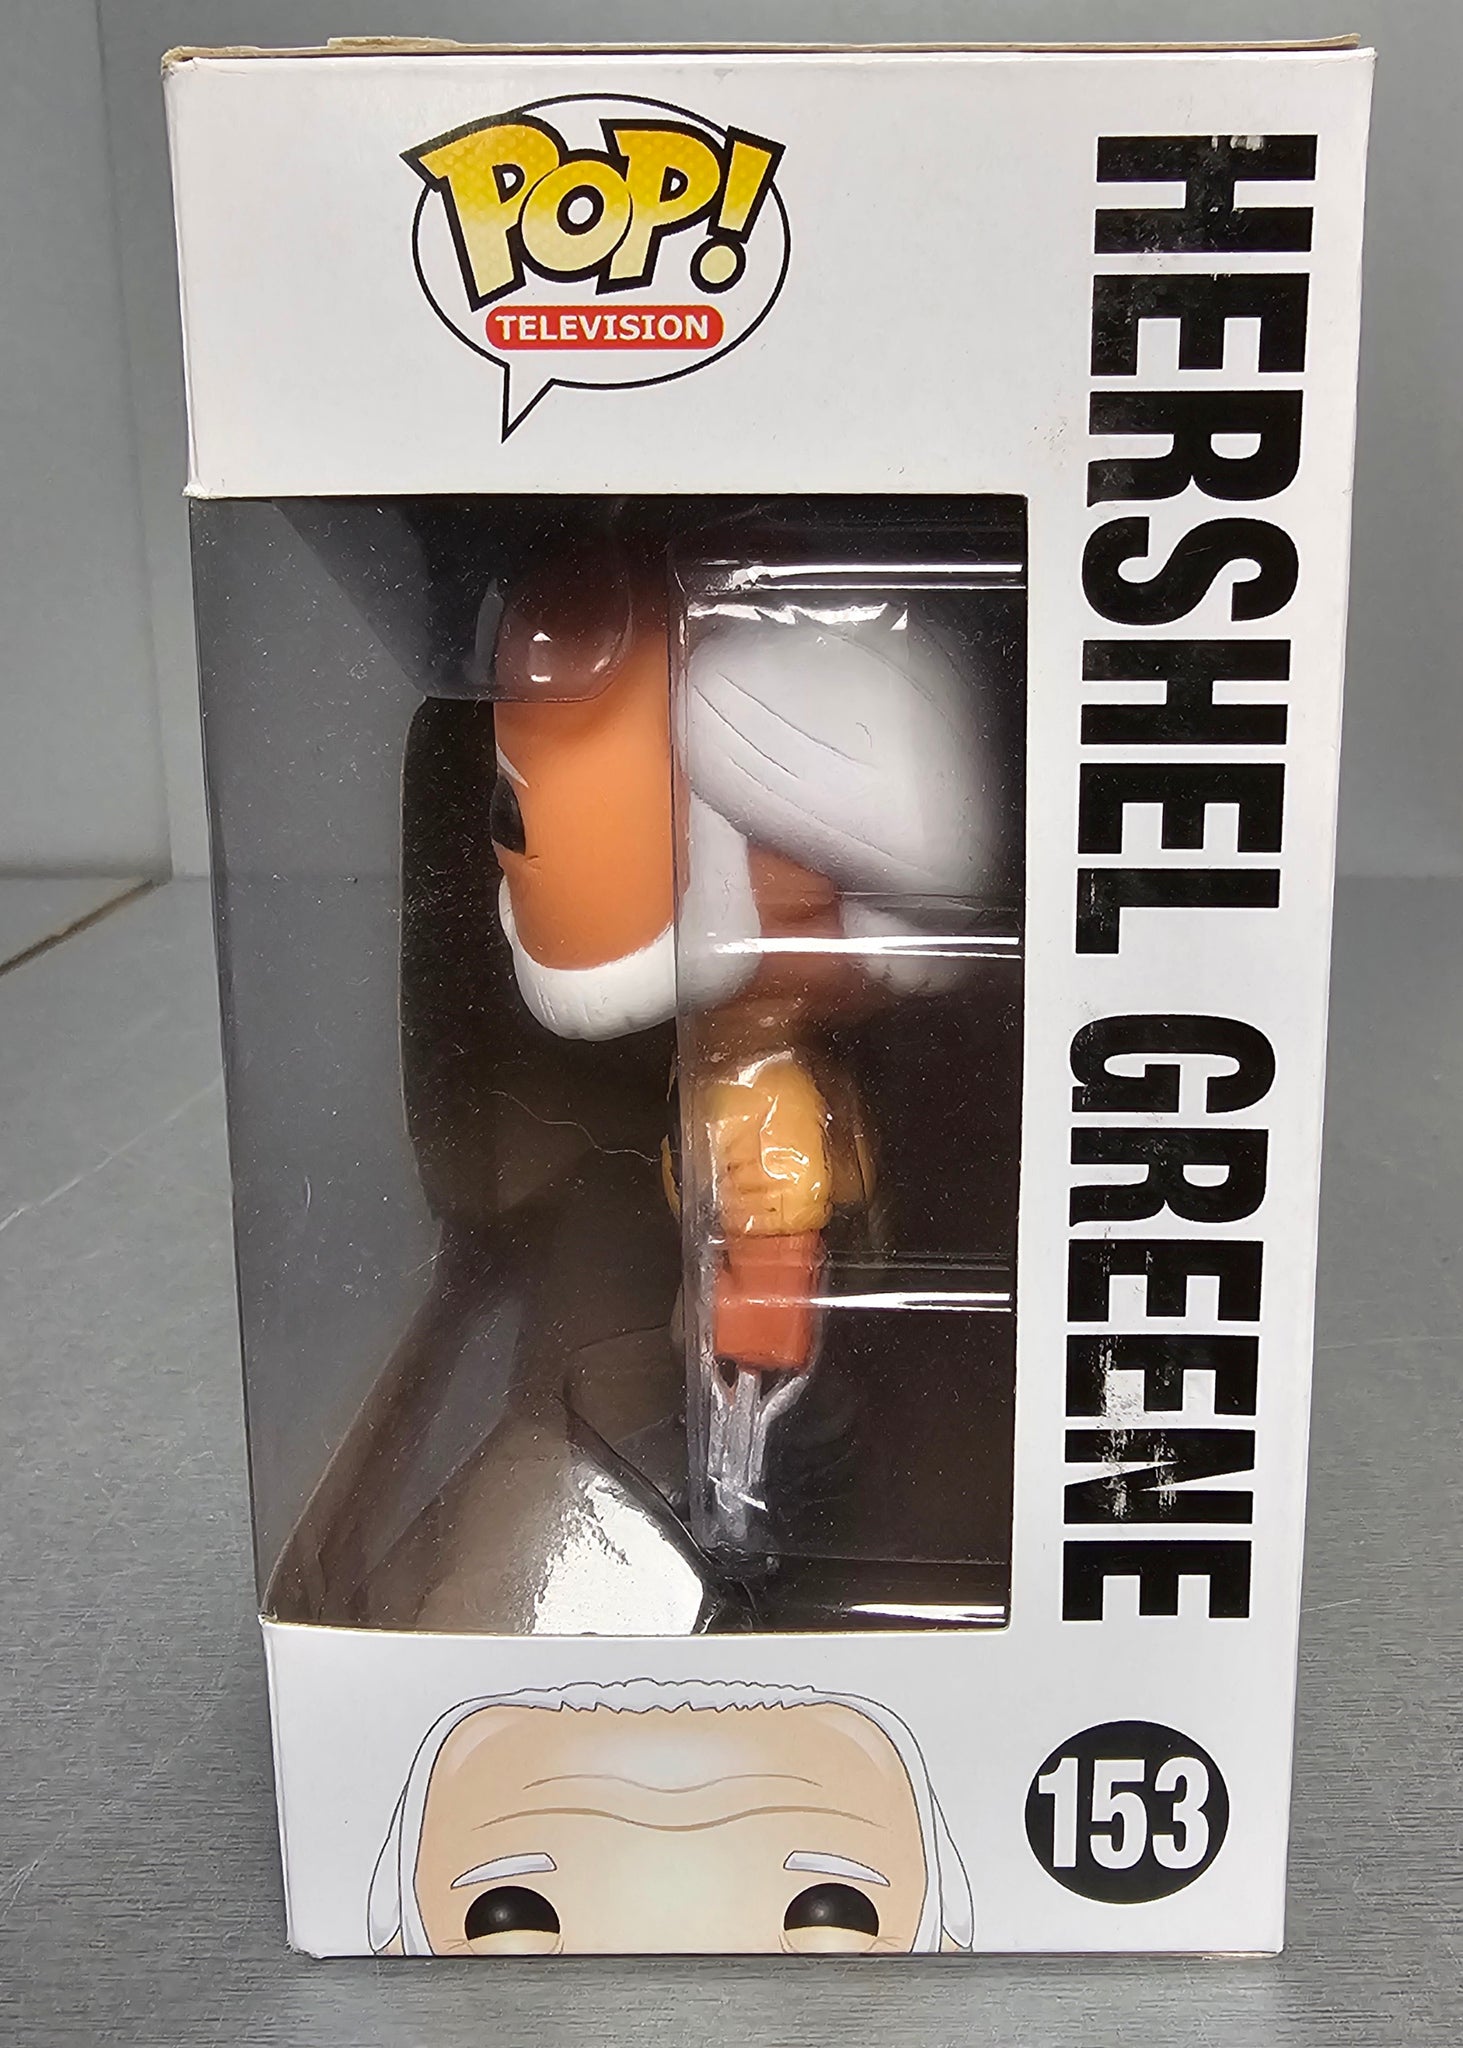 POP!
TELEVISION
HERSHEL GREENE
153